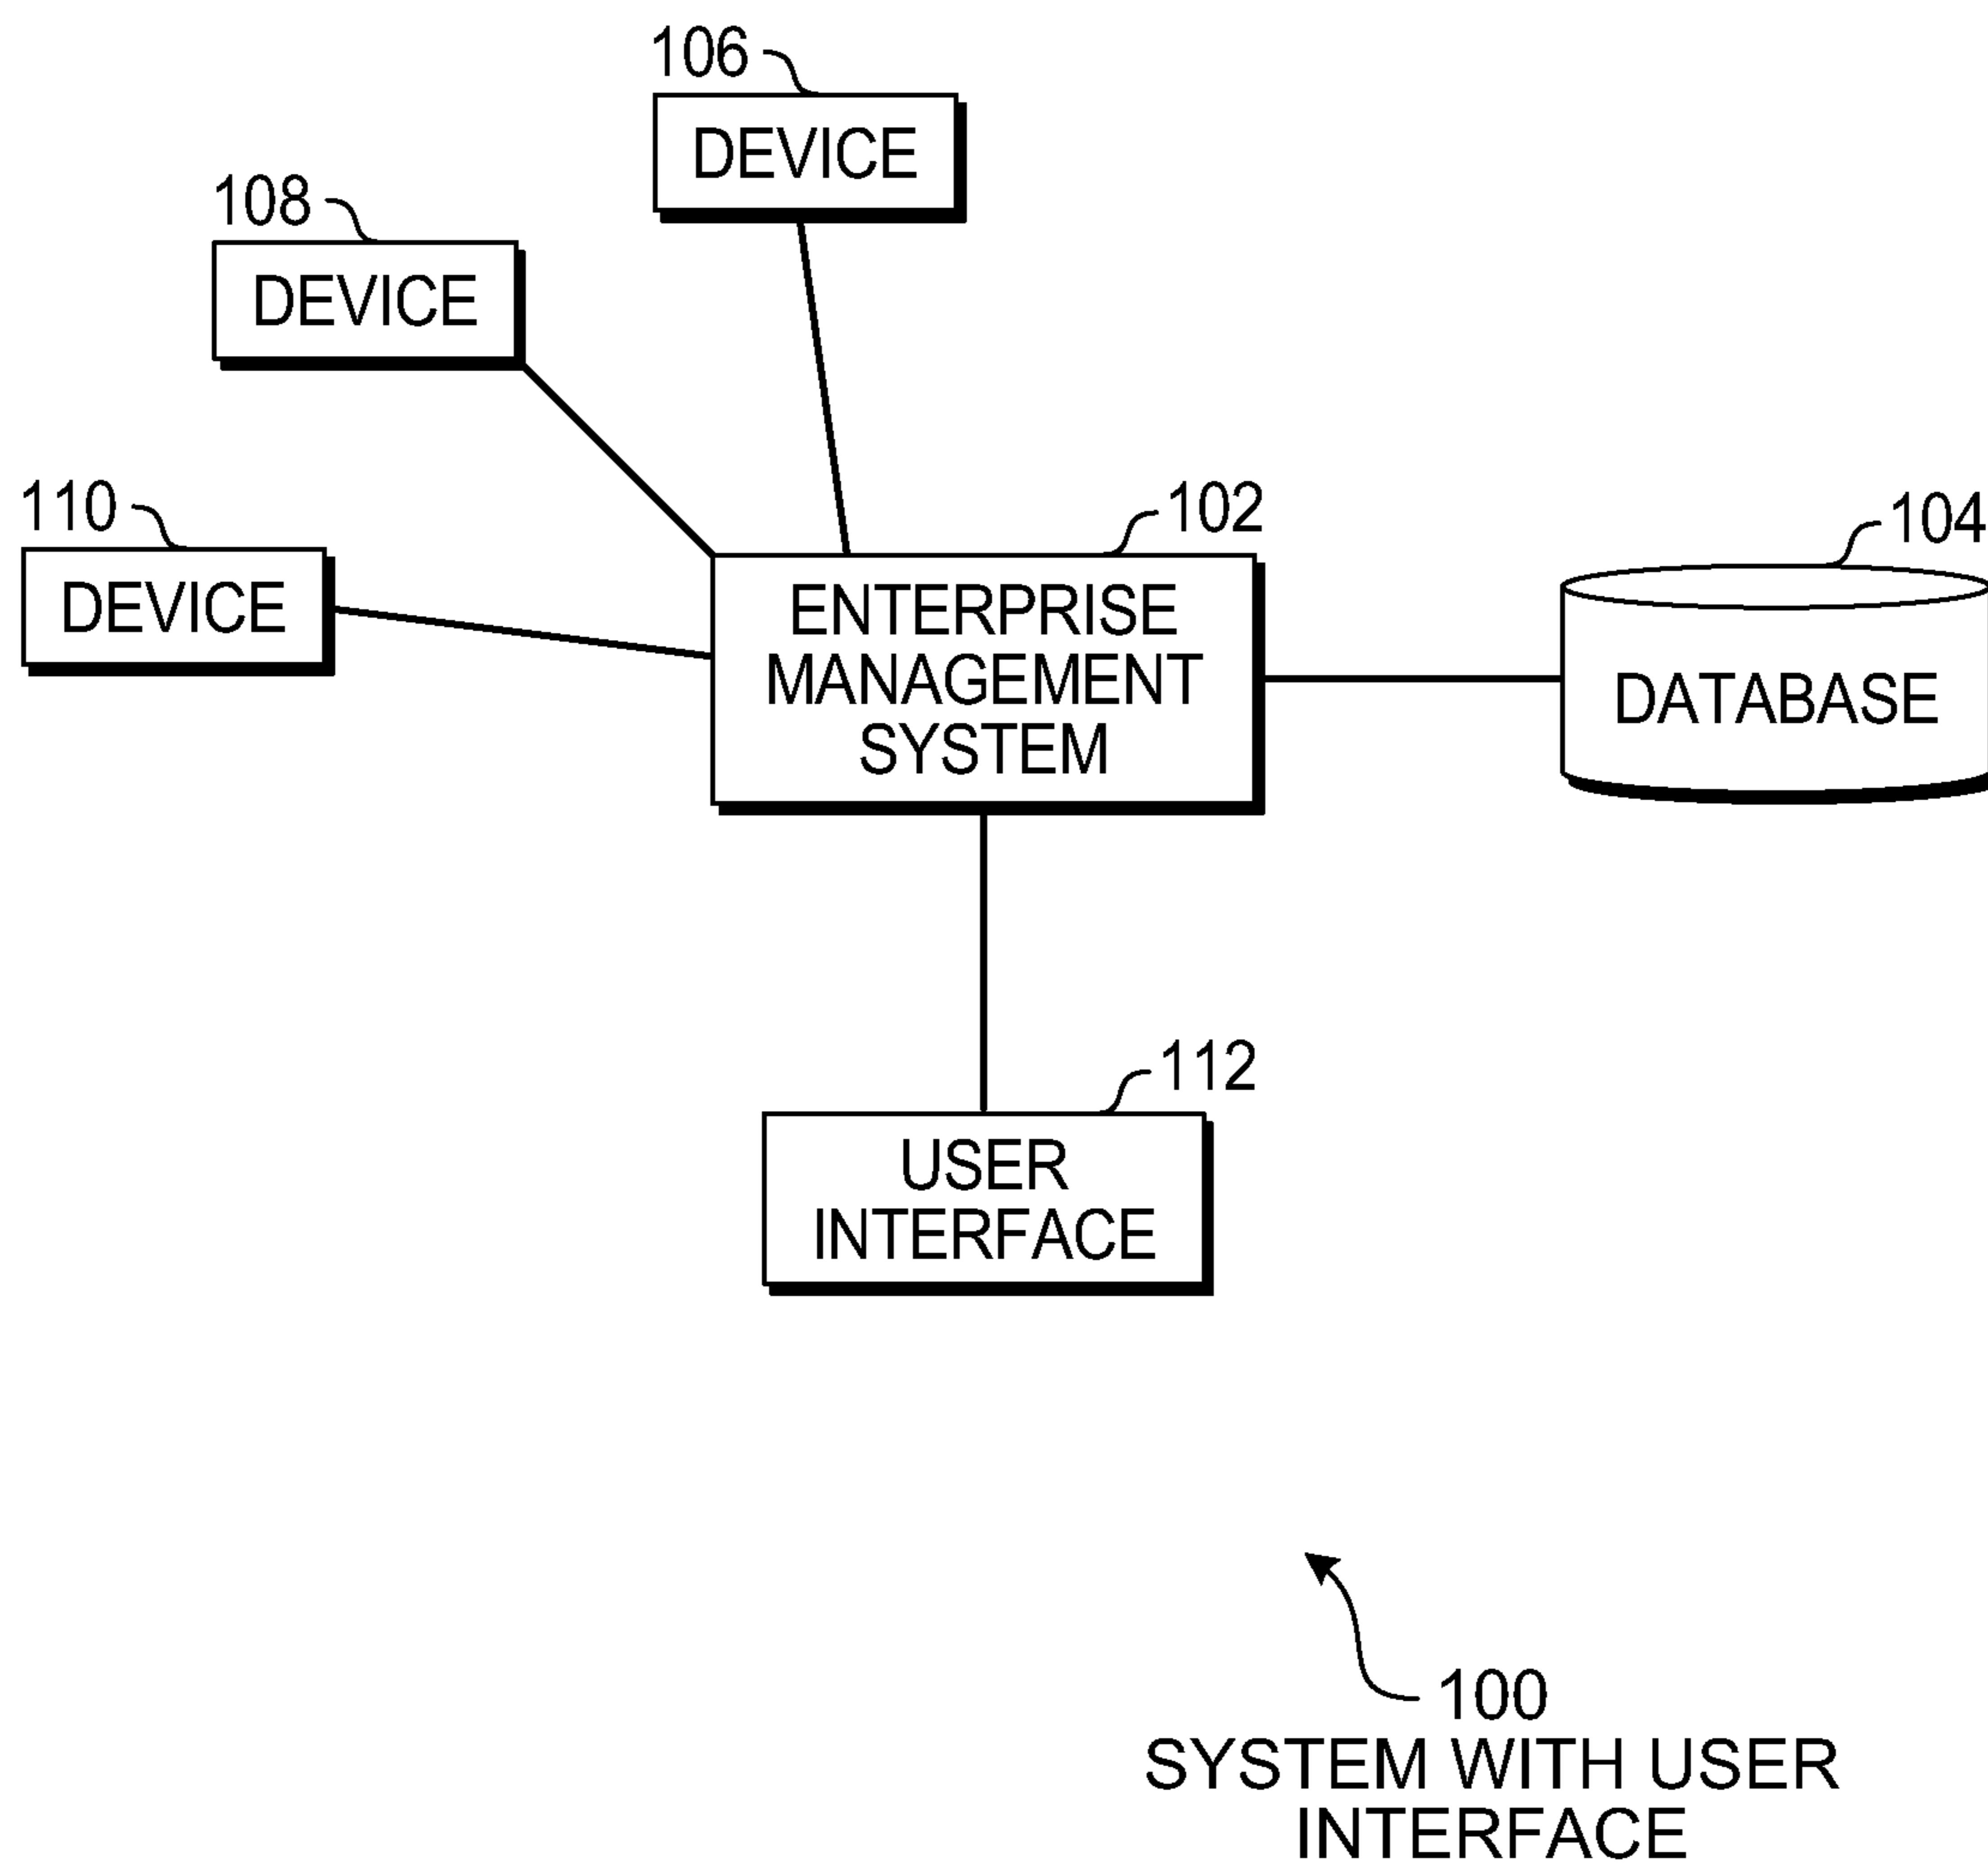 106
DEVICE
108
DEVICE
110
DEVICE
102
ENTERPRISE
MANAGEMENT
SYSTEM
104
DATABASE
112
USER
INTERFACE
100
SYSTEM WITH USER
INTERFACE